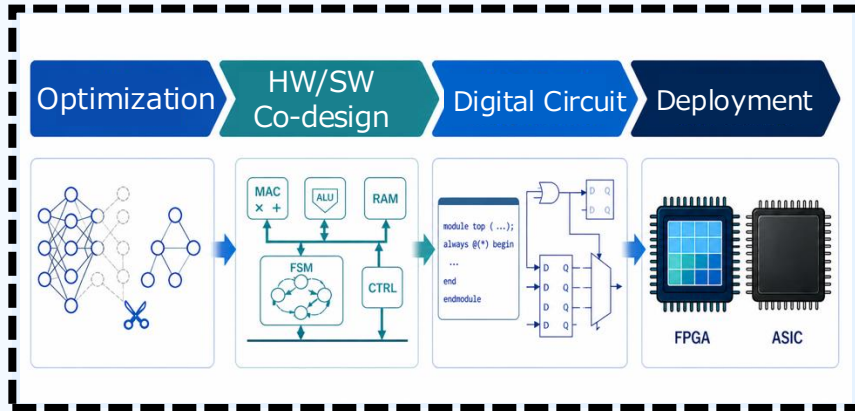 Optimization
HW/SW
Co-design
Digital Circuit
Deployment
MAC
× +
ALU
RAM
FSM
CTRL
module top ( ...);
always @(*) begin
...
end
endmodule
D Q
D Q
D Q
D Q
FPGA
ASIC